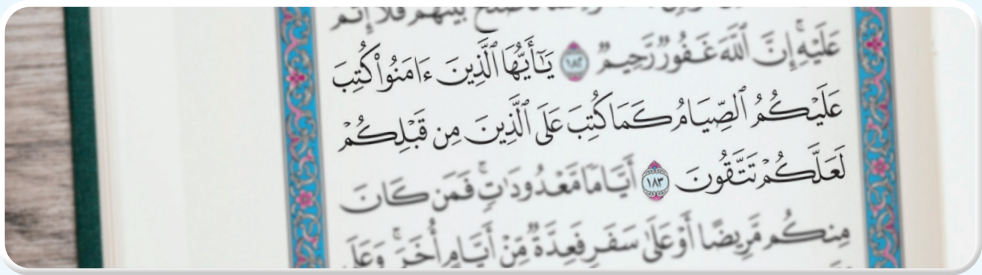 بَيْنَهُمْ فَلَآ إِثْمَ
عَلَيْهِ إِنَّ ٱللَّهَ غَفُورٌ رَّحِيمٌ ١٨٢ يَـٰٓأَيُّهَا ٱلَّذِينَ ءَامَنُوا۟ كُتِبَ
عَلَيْكُمُ ٱلصِّيَامُ كَمَا كُتِبَ عَلَى ٱلَّذِينَ مِن قَبْلِكُمْ
لَعَلَّكُمْ تَتَّقُونَ ١٨٣ أَيَّامًا مَّعْدُودَٰتٍ ۚ فَمَن كَانَ
مِنكُم مَّرِيضًا أَوْ عَلَىٰ سَفَرٍ فَعِدَّةٌ مِّنْ أَيَّامٍ أُخَرَ ۚ وَعَلَى